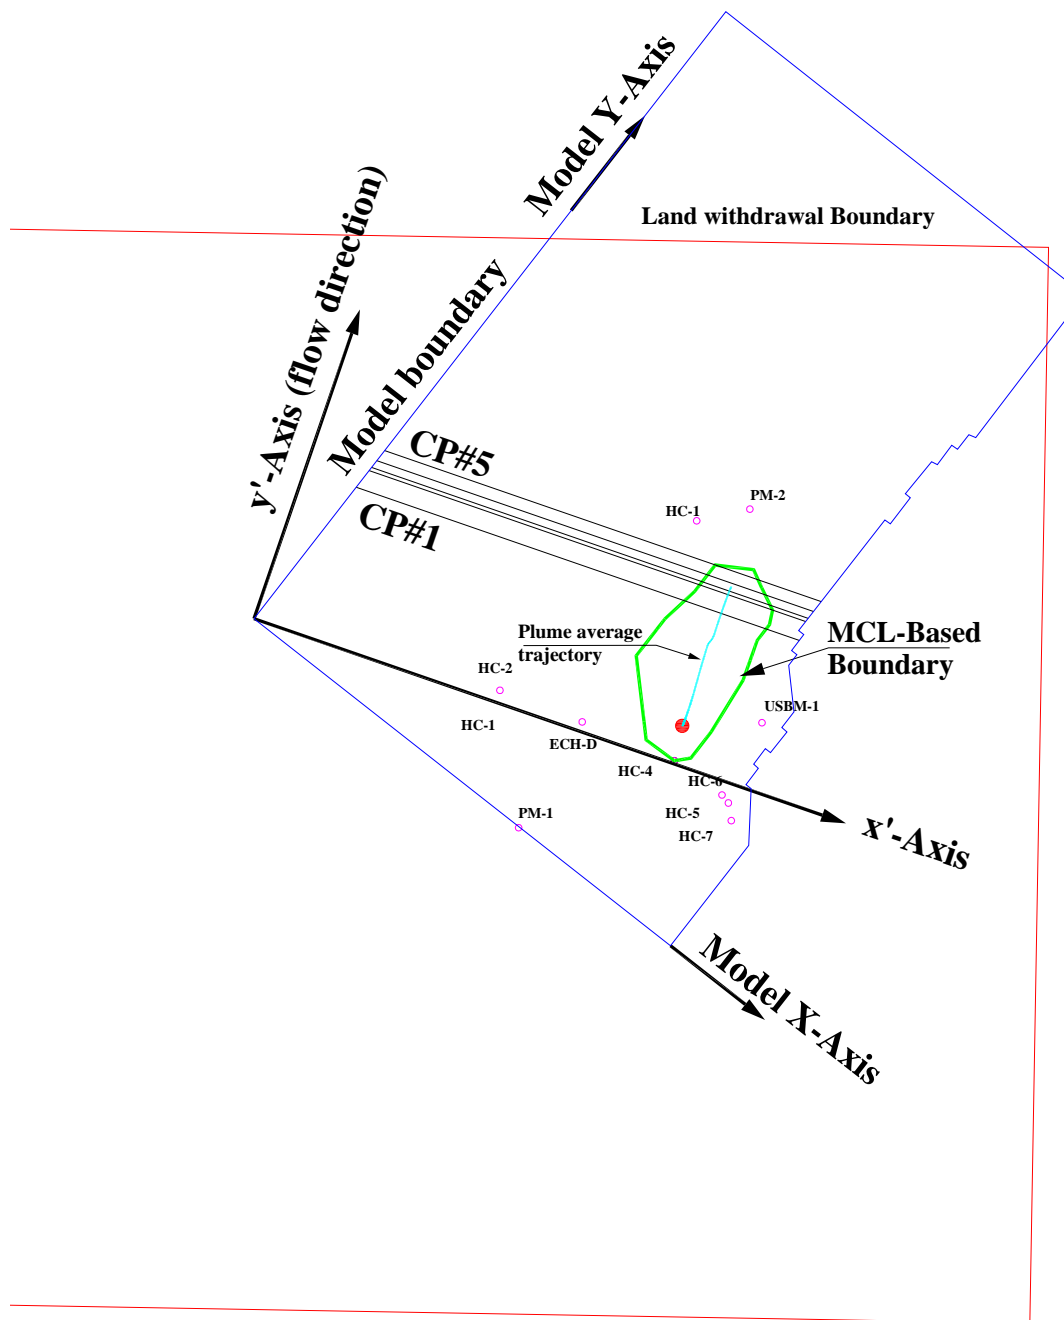 Model Y-Axis
Land withdrawal Boundary
y'-Axis (flow direction)
Model boundary
CP#5
CP#1
PM-2
HC-1
Plume average
trajectory
MCL-Based
Boundary
HC-2
HC-1
USBM-1
ECH-D
HC-4
HC-6
HC-5
HC-7
PM-1
x'-Axis
Model X-Axis